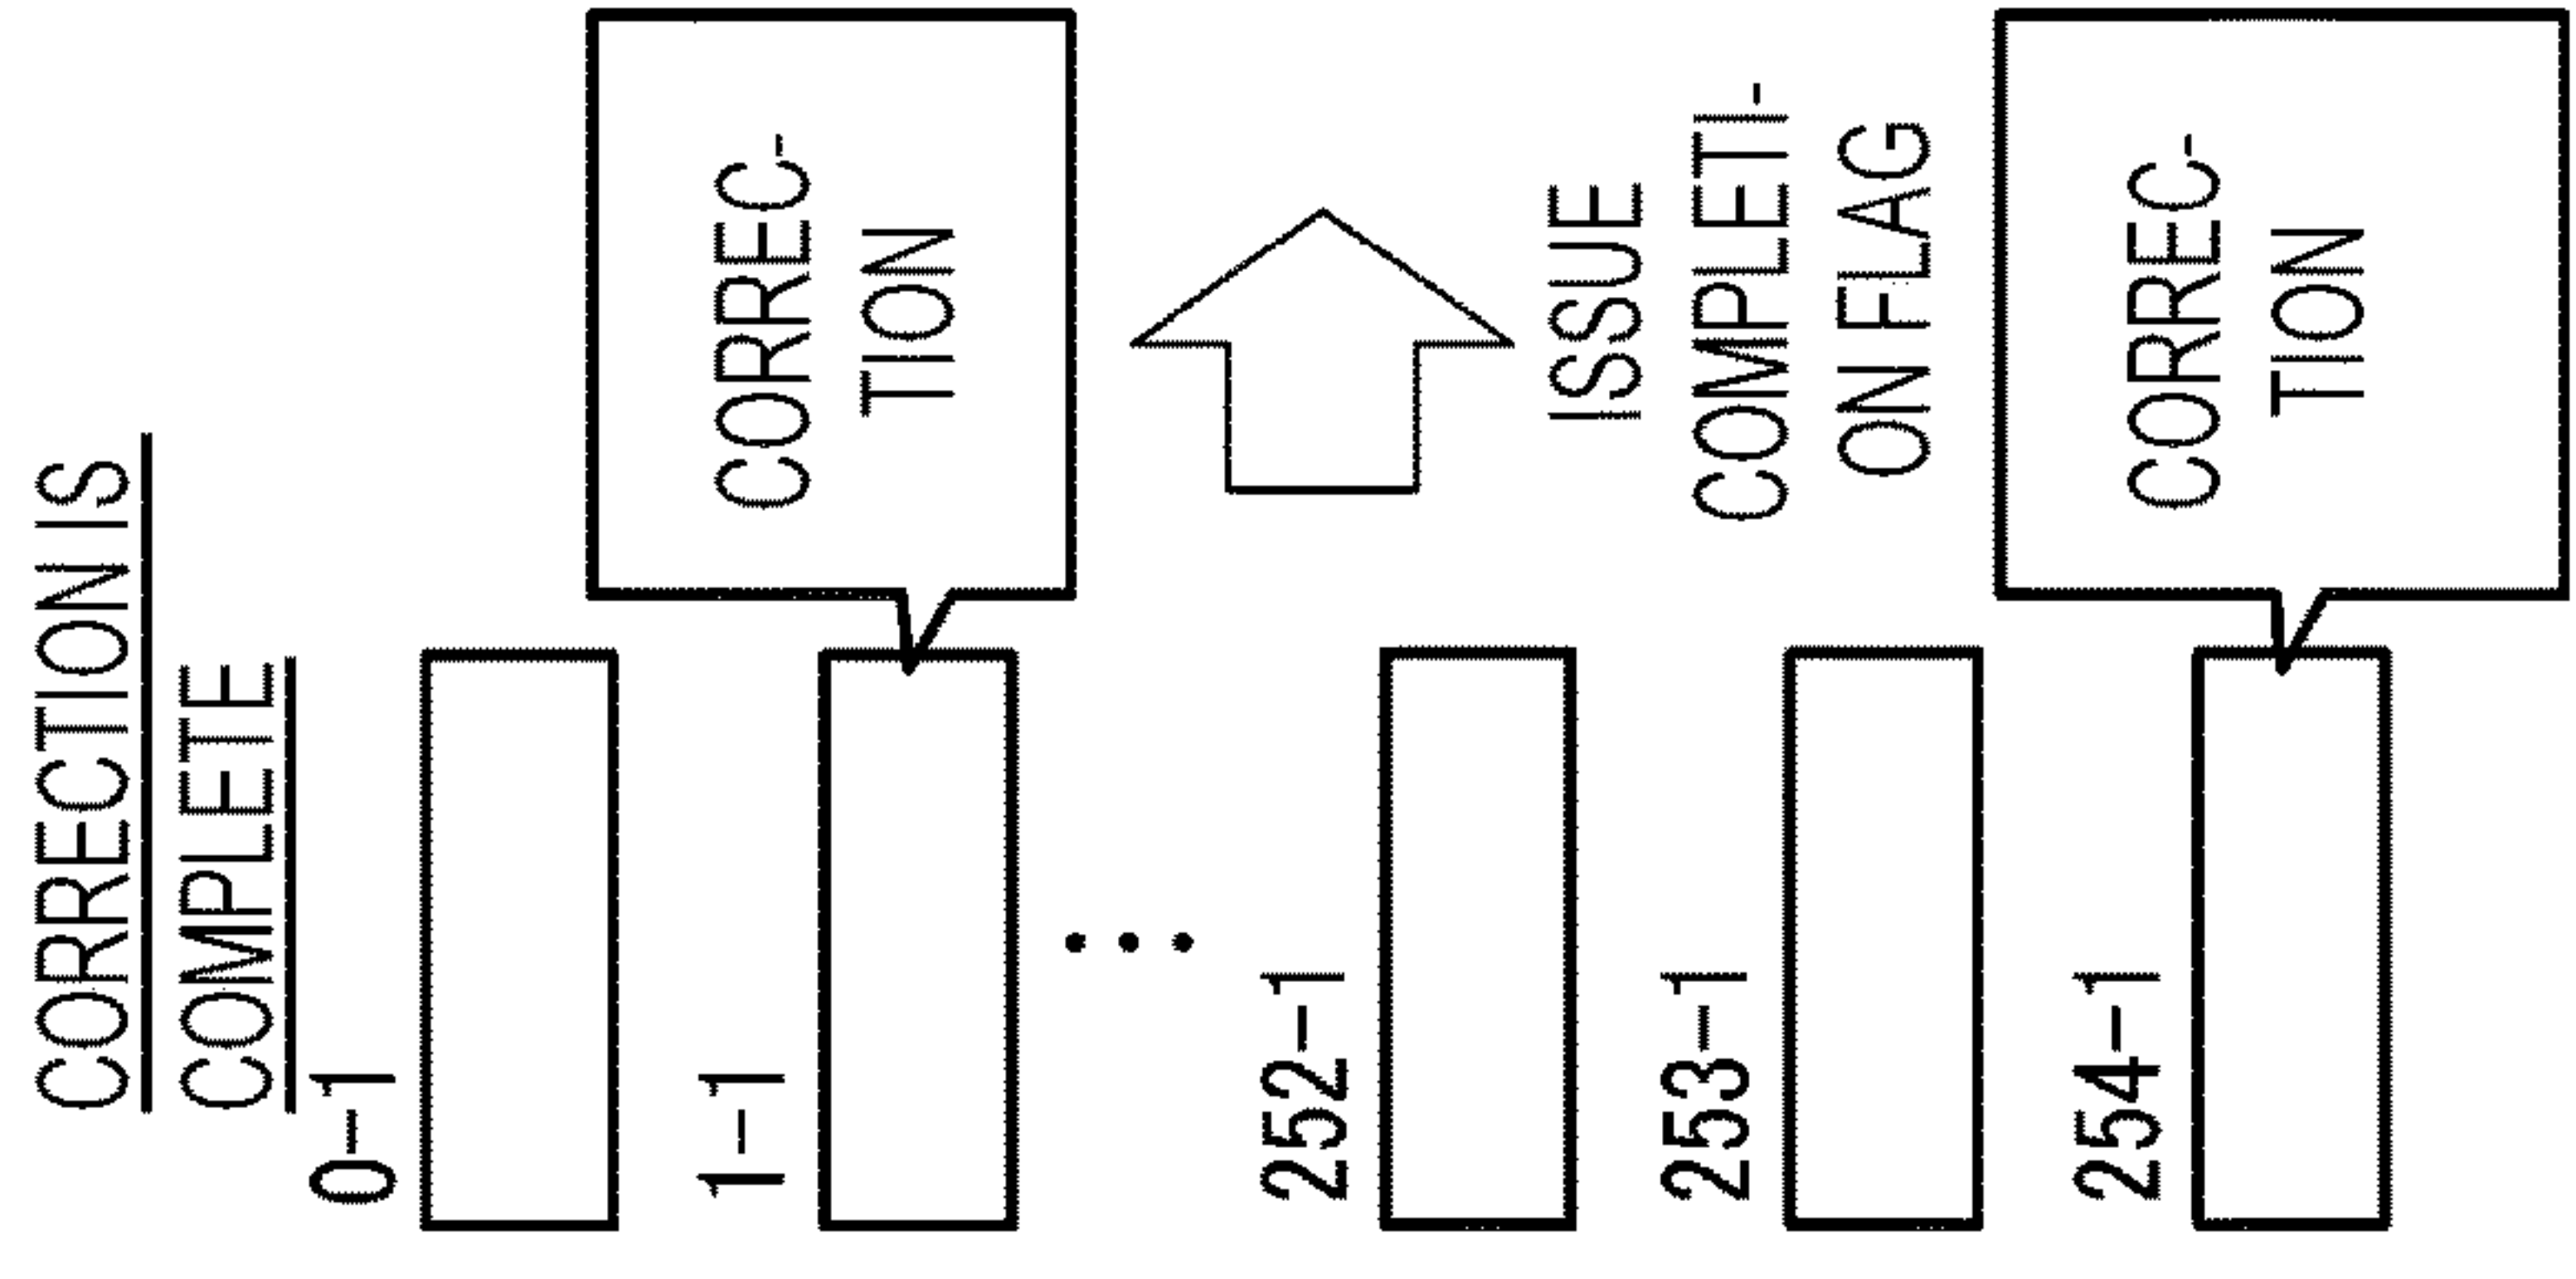 CORRECTION IS
COMPLETE
0-1
1-1
CORREC-
TION
252-1
ISSUE
COMPLETI-
ON FLAG
253-1
254-1
CORREC-
TION